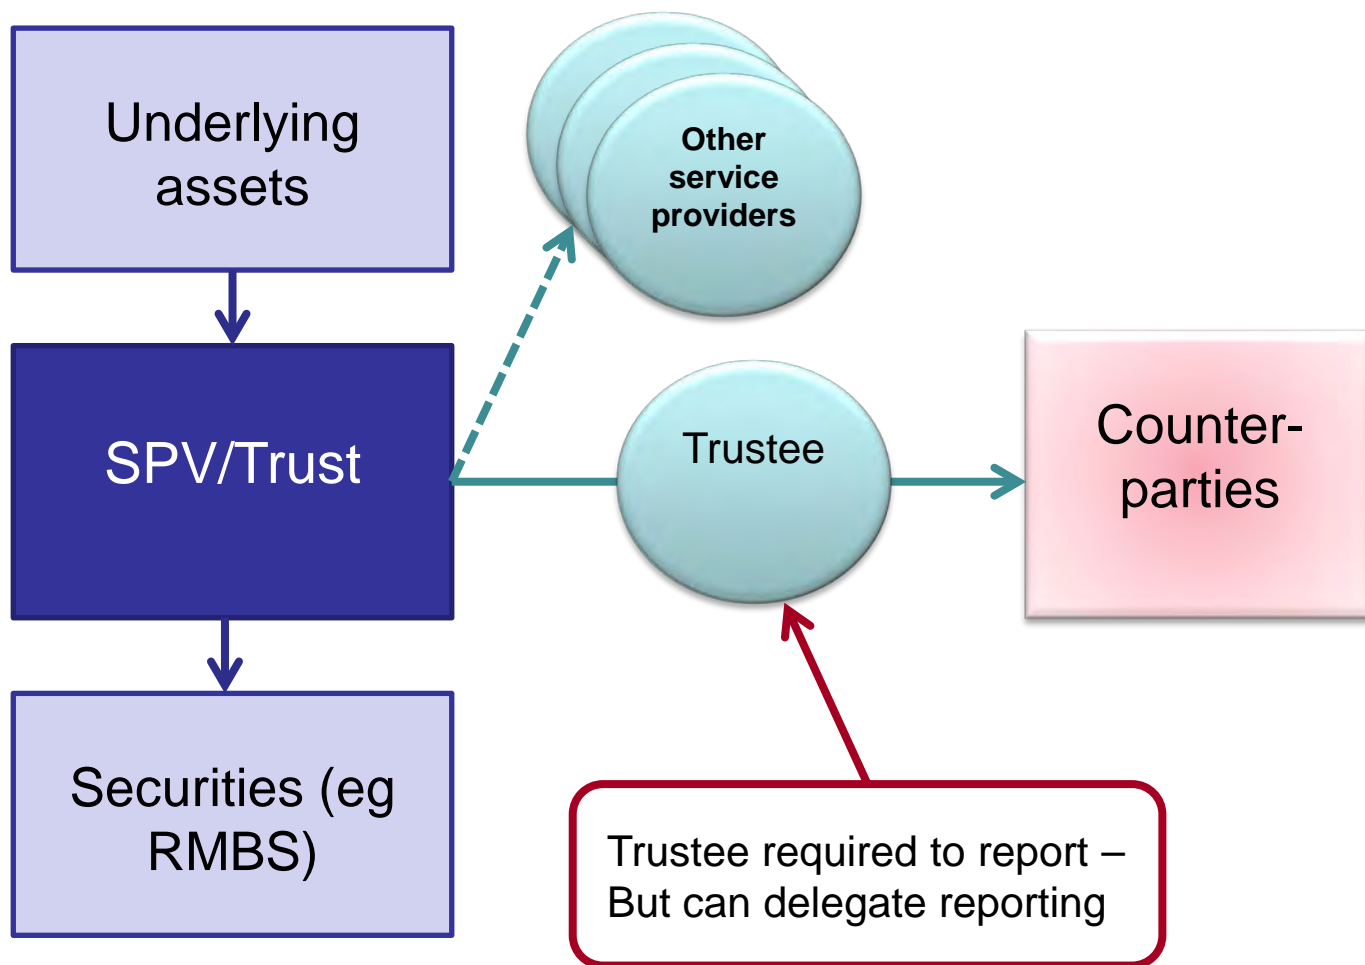 Underlying
assets
Other
service
providers
SPV/Trust
Trustee
Counter-
parties
Securities (eg
RMBS)
Trustee required to report –
But can delegate reporting